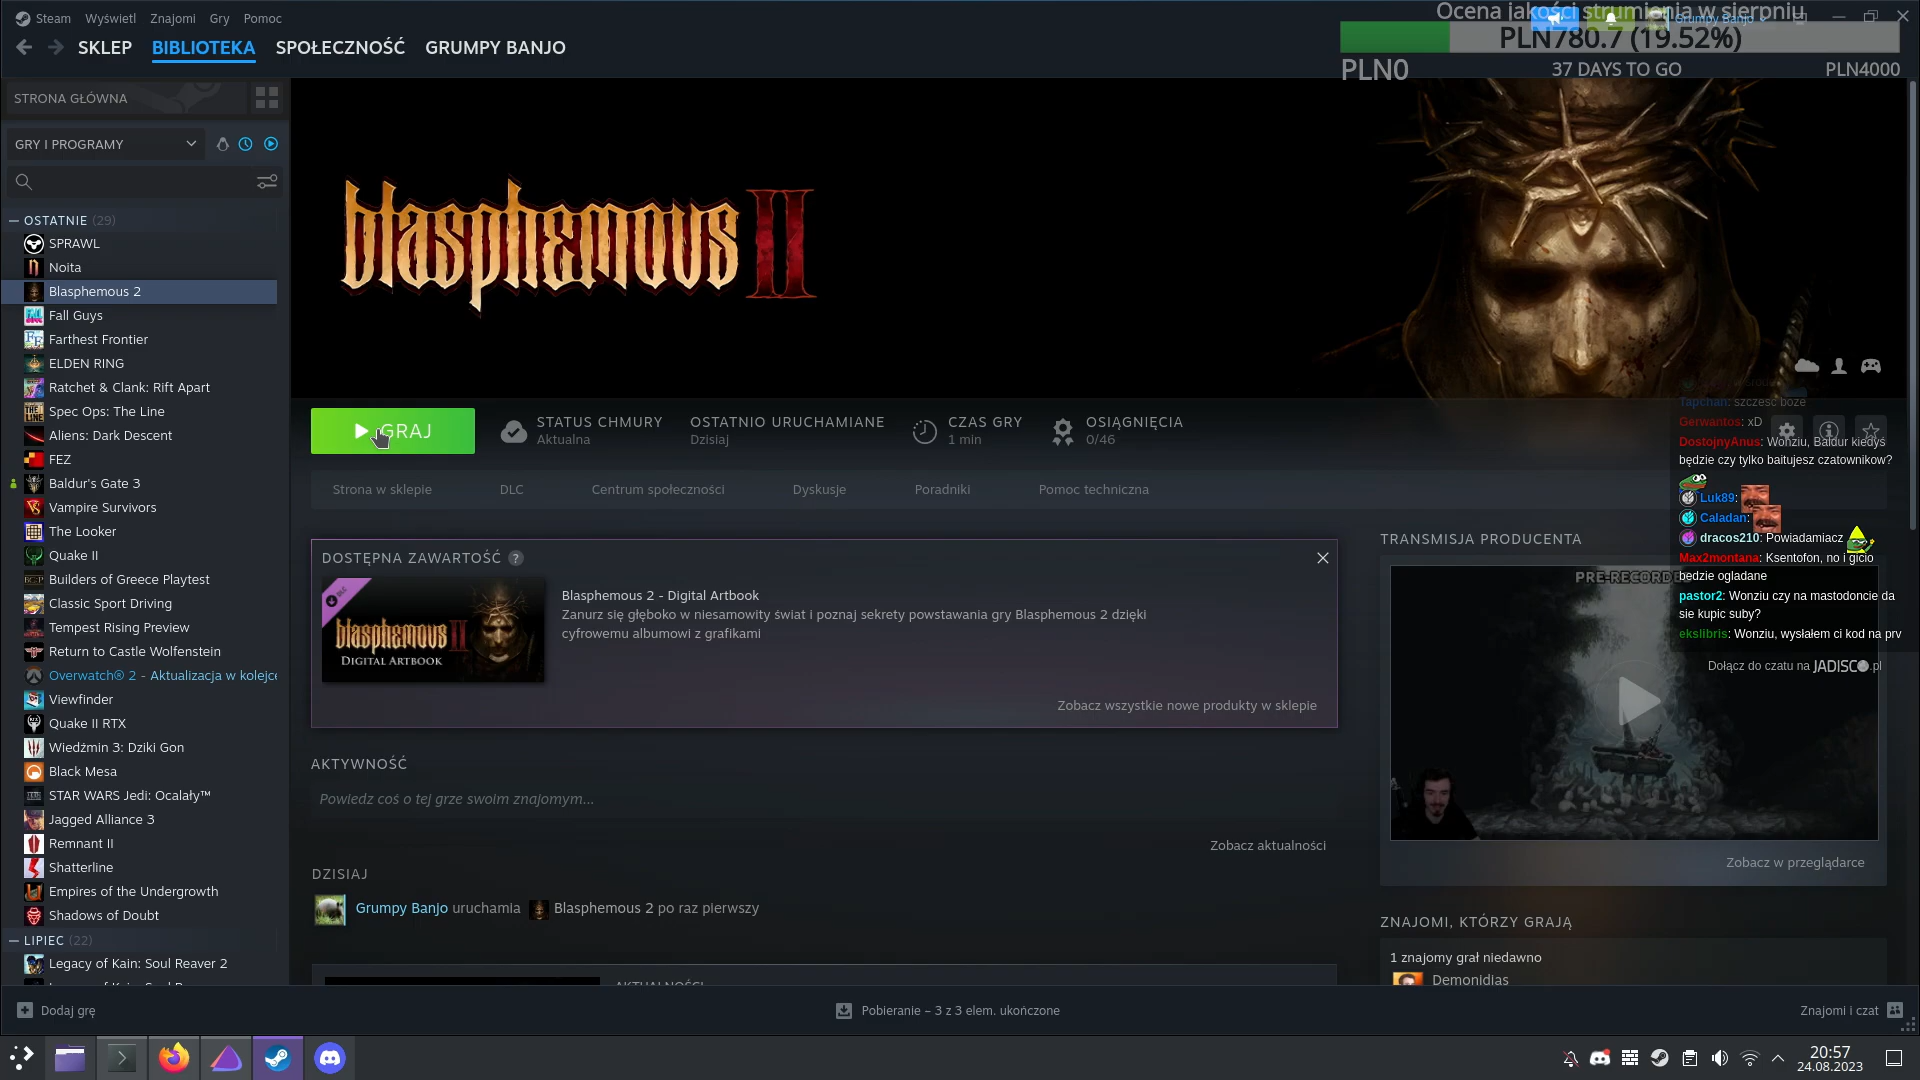 Steam Wyświetl Znajomi Gry Pomoc
Ocena jakości strumienia w sierpniu
Grumpy Banjo
SKLEP BIBLIOTEKA SPOŁECZNOŚĆ GRUMPY BANJO
PLN780.7 (19.52%)
PLN0 37 DAYS TO GO PLN4000
STRONA GŁÓWNA
GRY I PROGRAMY
OSTATNIE (29)
SPRAWL
Noita
Blasphemous 2
Fall Guys
Farthest Frontier
ELDEN RING
Ratchet & Clank: Rift Apart
Spec Ops: The Line
Aliens: Dark Descent
FEZ
Baldur's Gate 3
Vampire Survivors
The Looker
Quake II
Builders of Greece Playtest
Classic Sport Driving
Tempest Rising Preview
Return to Castle Wolfenstein
Overwatch® 2 - Aktualizacja w kolejce
Viewfinder
Quake II RTX
Wiedźmin 3: Dziki Gon
Black Mesa
STAR WARS Jedi: Ocalały™
Jagged Alliance 3
Remnant II
Shatterline
Empires of the Undergrowth
Shadows of Doubt
LIPIEC (22)
Legacy of Kain: Soul Reaver 2
blasphemous II
GRAJ
STATUS CHMURY
Aktualna
OSTATNIO URUCHAMIANE
Dzisiaj
CZAS GRY
1 min
OSIĄGNIĘCIA
0/46
Strona w sklepie DLC Centrum społeczności Dyskusje Poradniki Pomoc techniczna
DOSTĘPNA ZAWARTOŚĆ ?
DLC
blasphemous II
DIGITAL ARTBOOK
Blasphemous 2 - Digital Artbook
Zanurz się głęboko w niesamowity świat i poznaj sekrety powstawania gry Blasphemous 2 dzięki
cyfrowemu albumowi z grafikami
Zobacz wszystkie nowe produkty w sklepie
AKTYWNOŚĆ
Powiedz coś o tej grze swoim znajomym...
Zobacz aktualności
DZISIAJ
Grumpy Banjo uruchamia Blasphemous 2 po raz pierwszy
AKTUALNOŚCI
Tapchan: szczesc boze
Gerwantos: xD
DostojnyAnus: Wonziu, Baldur kiedyś
będzie czy tylko baitujesz czatownikow?
Luk89:
Caladan:
dracos210: Powiadamiacz
Max2montana: Ksentofon, no i gicio
bedzie ogladane
pastor2: Wonziu czy na mastodoncie da
sie kupic suby?
ekslibris: Wonziu, wysłałem ci kod na prv
Dołącz do czatu na JADISCO.pl
TRANSMISJA PRODUCENTA
PRE-RECORDE
Zobacz w przeglądarce
ZNAJOMI, KTÓRZY GRAJĄ
1 znajomy grał niedawno
Demonidias
Dodaj grę
Pobieranie – 3 z 3 elem. ukończone
Znajomi i czat
20:57
24.08.2023